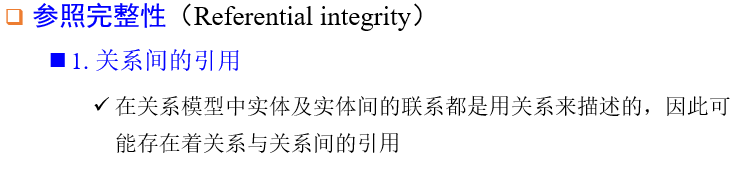 参照完整性（Referential integrity）
1. 关系间的引用
在关系模型中实体及实体间的联系都是用关系来描述的，因此可
能存在着关系与关系间的引用